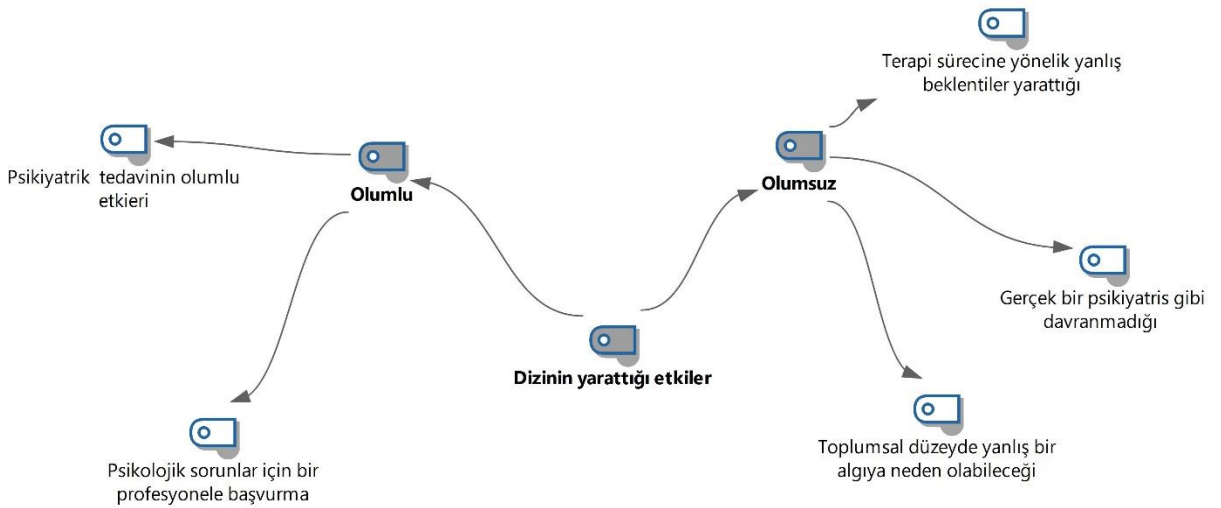 Terapi sürecine yönelik yanlış
beklentiler yarattığı
Psikiyatrik tedavinin olumlu
etkieri
Olumlu
Olumsuz
Gerçek bir psikiyatris gibi
davranmadığı
Dizinin yarattığı etkiler
Toplumsal düzeyde yanlış bir
algıya neden olabileceği
Psikolojik sorunlar için bir
profesyonele başvurma